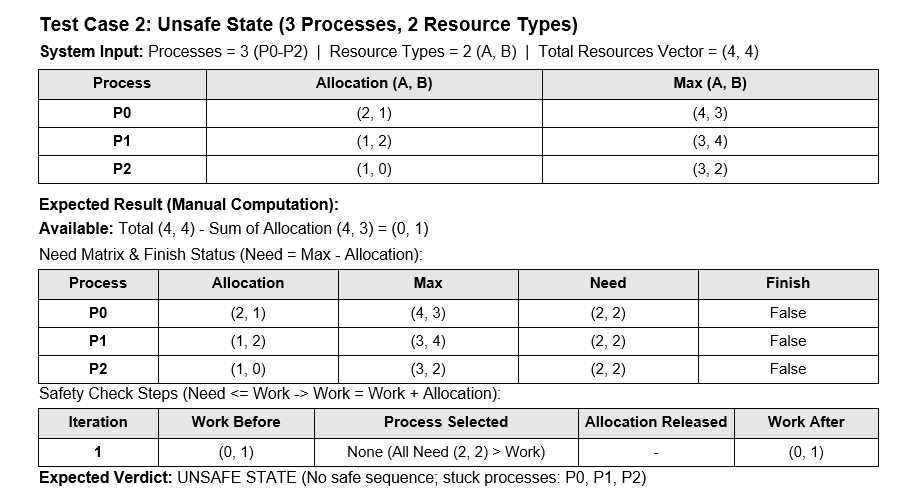 Test Case 2: Unsafe State (3 Processes, 2 Resource Types)
System Input: Processes = 3 (P0-P2) | Resource Types = 2 (A, B) | Total Resources Vector = (4, 4)
Process Allocation (A, B) Max (A, B)
P0 (2, 1) (4, 3)
P1 (1, 2) (3, 4)
P2 (1, 0) (3, 2)
Expected Result (Manual Computation):
Available: Total (4, 4) - Sum of Allocation (4, 3) = (0, 1)
Need Matrix & Finish Status (Need = Max - Allocation):
Process Allocation Max Need Finish
P0 (2, 1) (4, 3) (2, 2) False
P1 (1, 2) (3, 4) (2, 2) False
P2 (1, 0) (3, 2) (2, 2) False
Safety Check Steps (Need <= Work -> Work = Work + Allocation):
Iteration Work Before Process Selected Allocation Released Work After
1 (0, 1) None (All Need (2, 2) > Work) - (0, 1)
Expected Verdict: UNSAFE STATE (No safe sequence; stuck processes: P0, P1, P2)